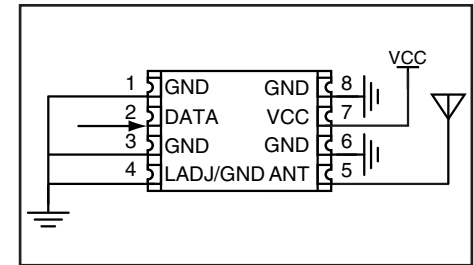 VCC
1 GND GND 8
2 DATA VCC 7
3 GND GND 6
4 LADJ/GND ANT 5